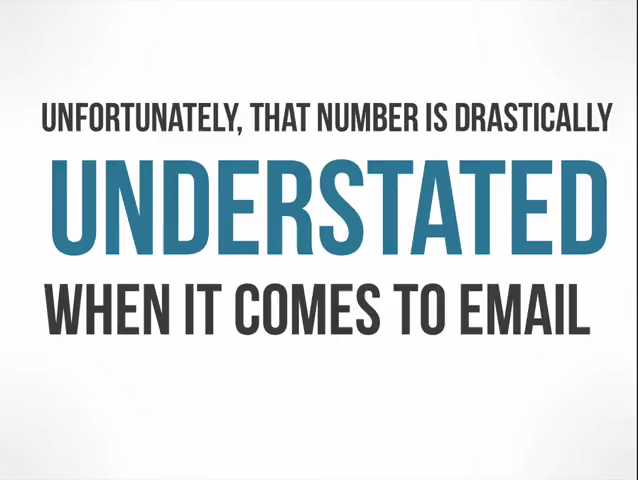 UNFORTUNATELY, THAT NUMBER IS DRASTICALLY
UNDERSTATED
WHEN IT COMES TO EMAIL